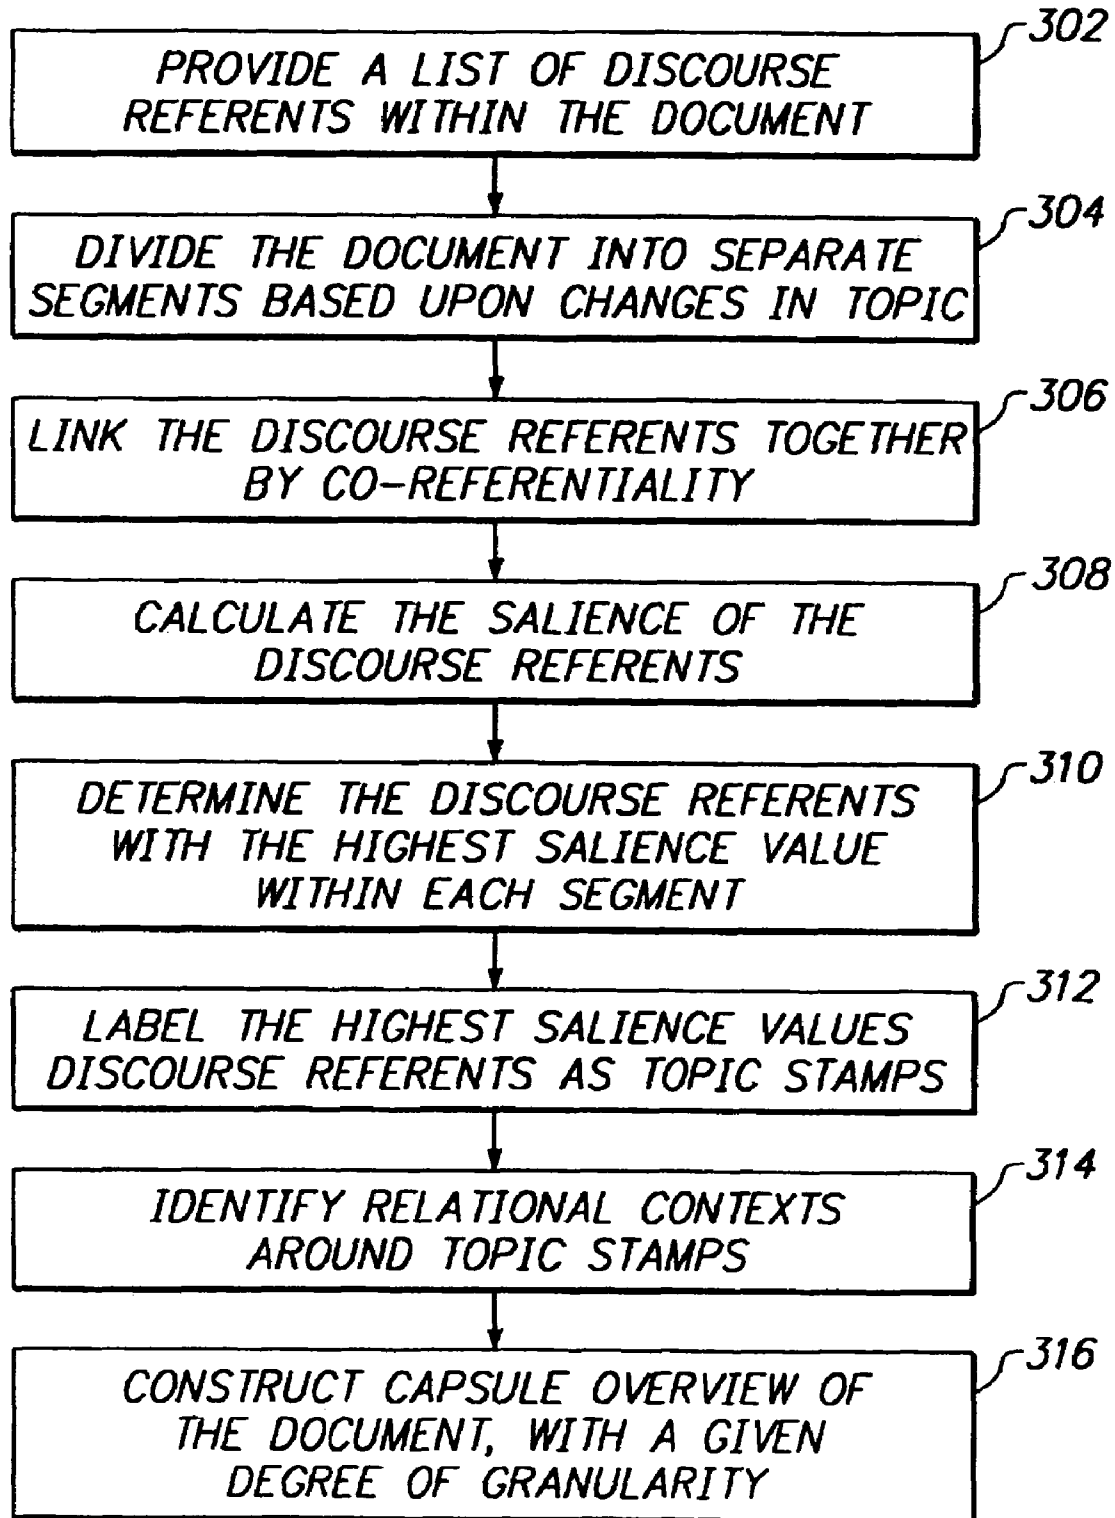 302
PROVIDE A LIST OF DISCOURSE
REFERENTS WITHIN THE DOCUMENT
304
DIVIDE THE DOCUMENT INTO SEPARATE
SEGMENTS BASED UPON CHANGES IN TOPIC
306
LINK THE DISCOURSE REFERENTS TOGETHER
BY CO-REFERENTIALITY
308
CALCULATE THE SALIENCE OF THE
DISCOURSE REFERENTS
310
DETERMINE THE DISCOURSE REFERENTS
WITH THE HIGHEST SALIENCE VALUE
WITHIN EACH SEGMENT
312
LABEL THE HIGHEST SALIENCE VALUES
DISCOURSE REFERENTS AS TOPIC STAMPS
314
IDENTIFY RELATIONAL CONTEXTS
AROUND TOPIC STAMPS
316
CONSTRUCT CAPSULE OVERVIEW OF
THE DOCUMENT, WITH A GIVEN
DEGREE OF GRANULARITY